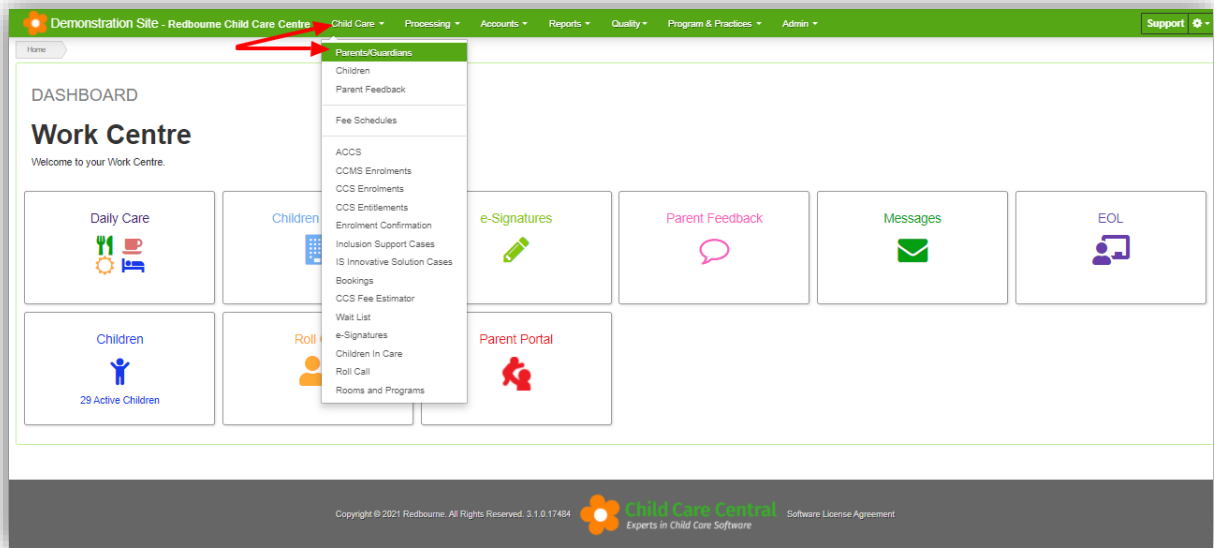 Demonstration Site - Redbourne Child Care Centre Child Care Processing Accounts Reports Quality Program & Practices Admin Support
Home
Parents/Guardians
Children
Parent Feedback
Fee Schedules
ACCS
CCMS Enrolments
CCS Enrolments
CCS Entitlements
Enrolment Confirmation
Inclusion Support Cases
IS Innovative Solution Cases
Bookings
CCS Fee Estimator
Wait List
e-Signatures
Children In Care
Roll Call
Rooms and Programs
DASHBOARD
Work Centre
Welcome to your Work Centre.
Daily Care
Children
e-Signatures
Parent Feedback
Messages
EOL
Children
29 Active Children
Roll
Parent Portal
Copyright © 2021 Redbourne. All Rights Reserved. 3.1.0.17484
Child Care Central
Experts in Child Care Software
Software License Agreement